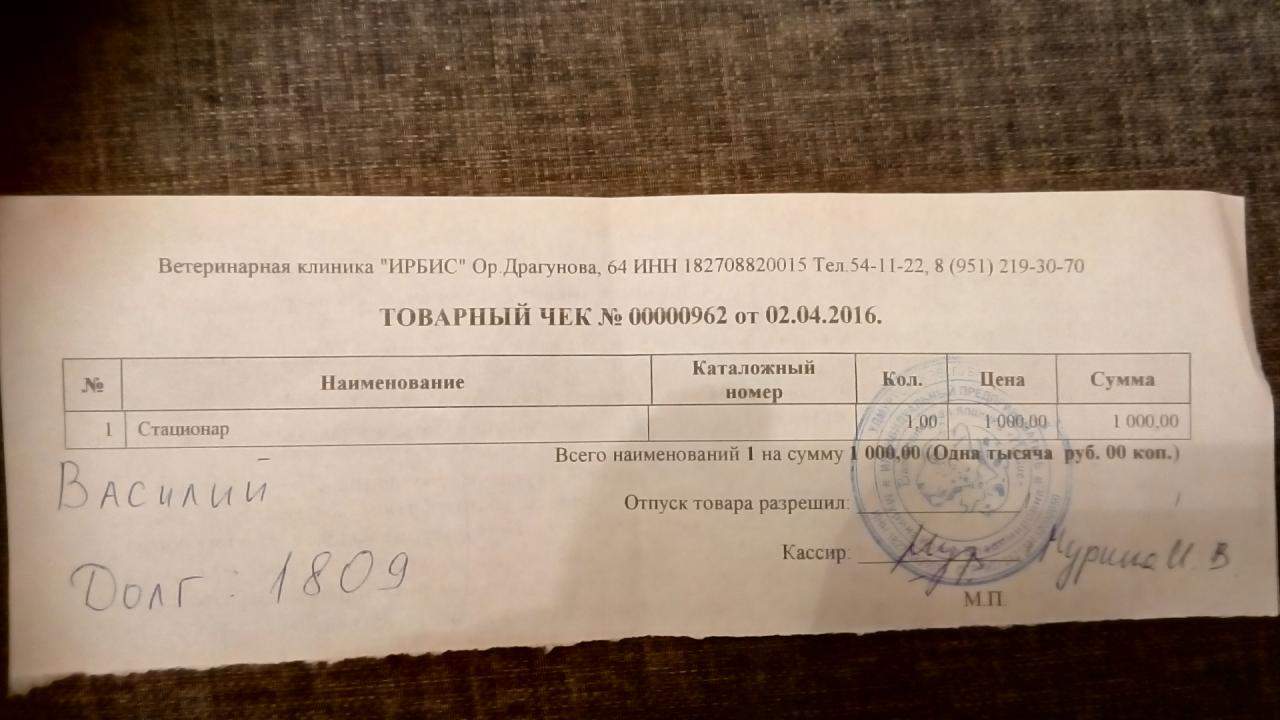 Ветеринарная клиника "ИРБИС" Ор.Драгунова, 64 ИНН 182708820015 Тел.54-11-22, 8 (951) 219-30-70
ТОВАРНЫЙ ЧЕК № 00000962 от 02.04.2016.
№ Наименование Каталожный номер Кол. Цена Сумма
1 Стационар 1,00 1 000,00 1 000,00
Всего наименований 1 на сумму 1 000,00 (Одна тысяча руб. 00 коп.)
Василий
Отпуск товара разрешил:
Кассир: Мурина И. В
Долг: 1809
М.П.